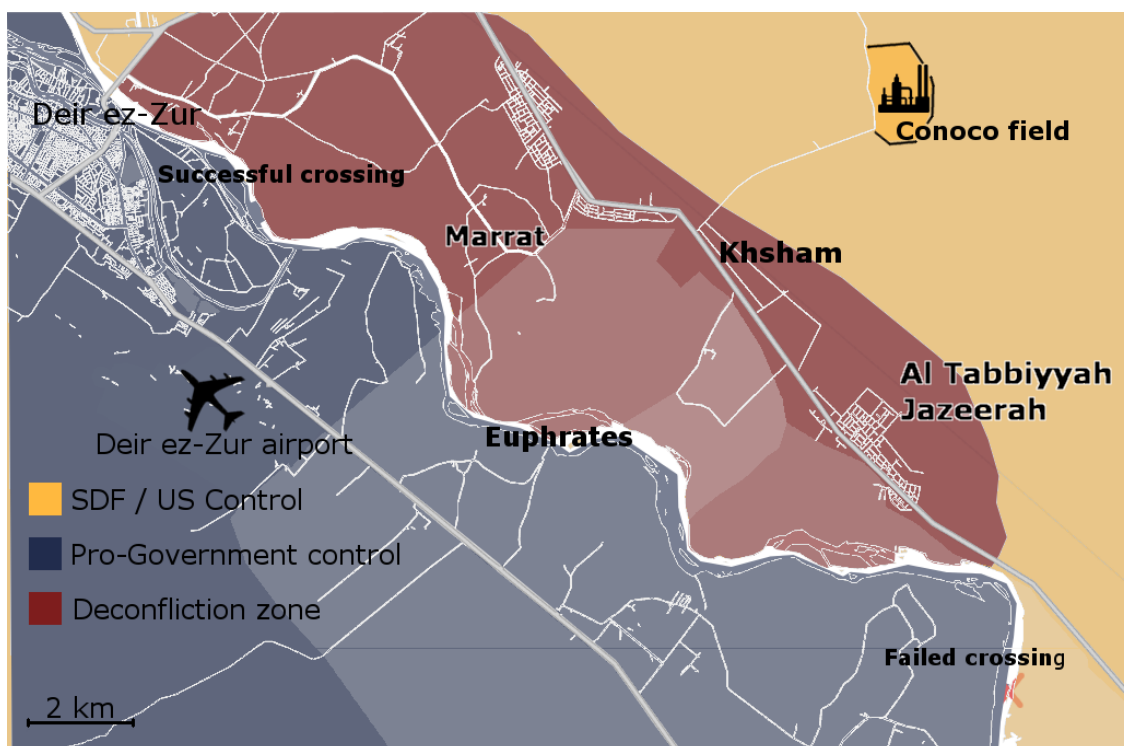 Deir ez-Zur
Conoco field
Successful crossing
Marrat
Khsham
Al Tabbiyyah
Jazeerah
Euphrates
Deir ez-Zur airport
SDF / US Control
Pro-Government control
Deconfliction zone
Failed crossing
2 km